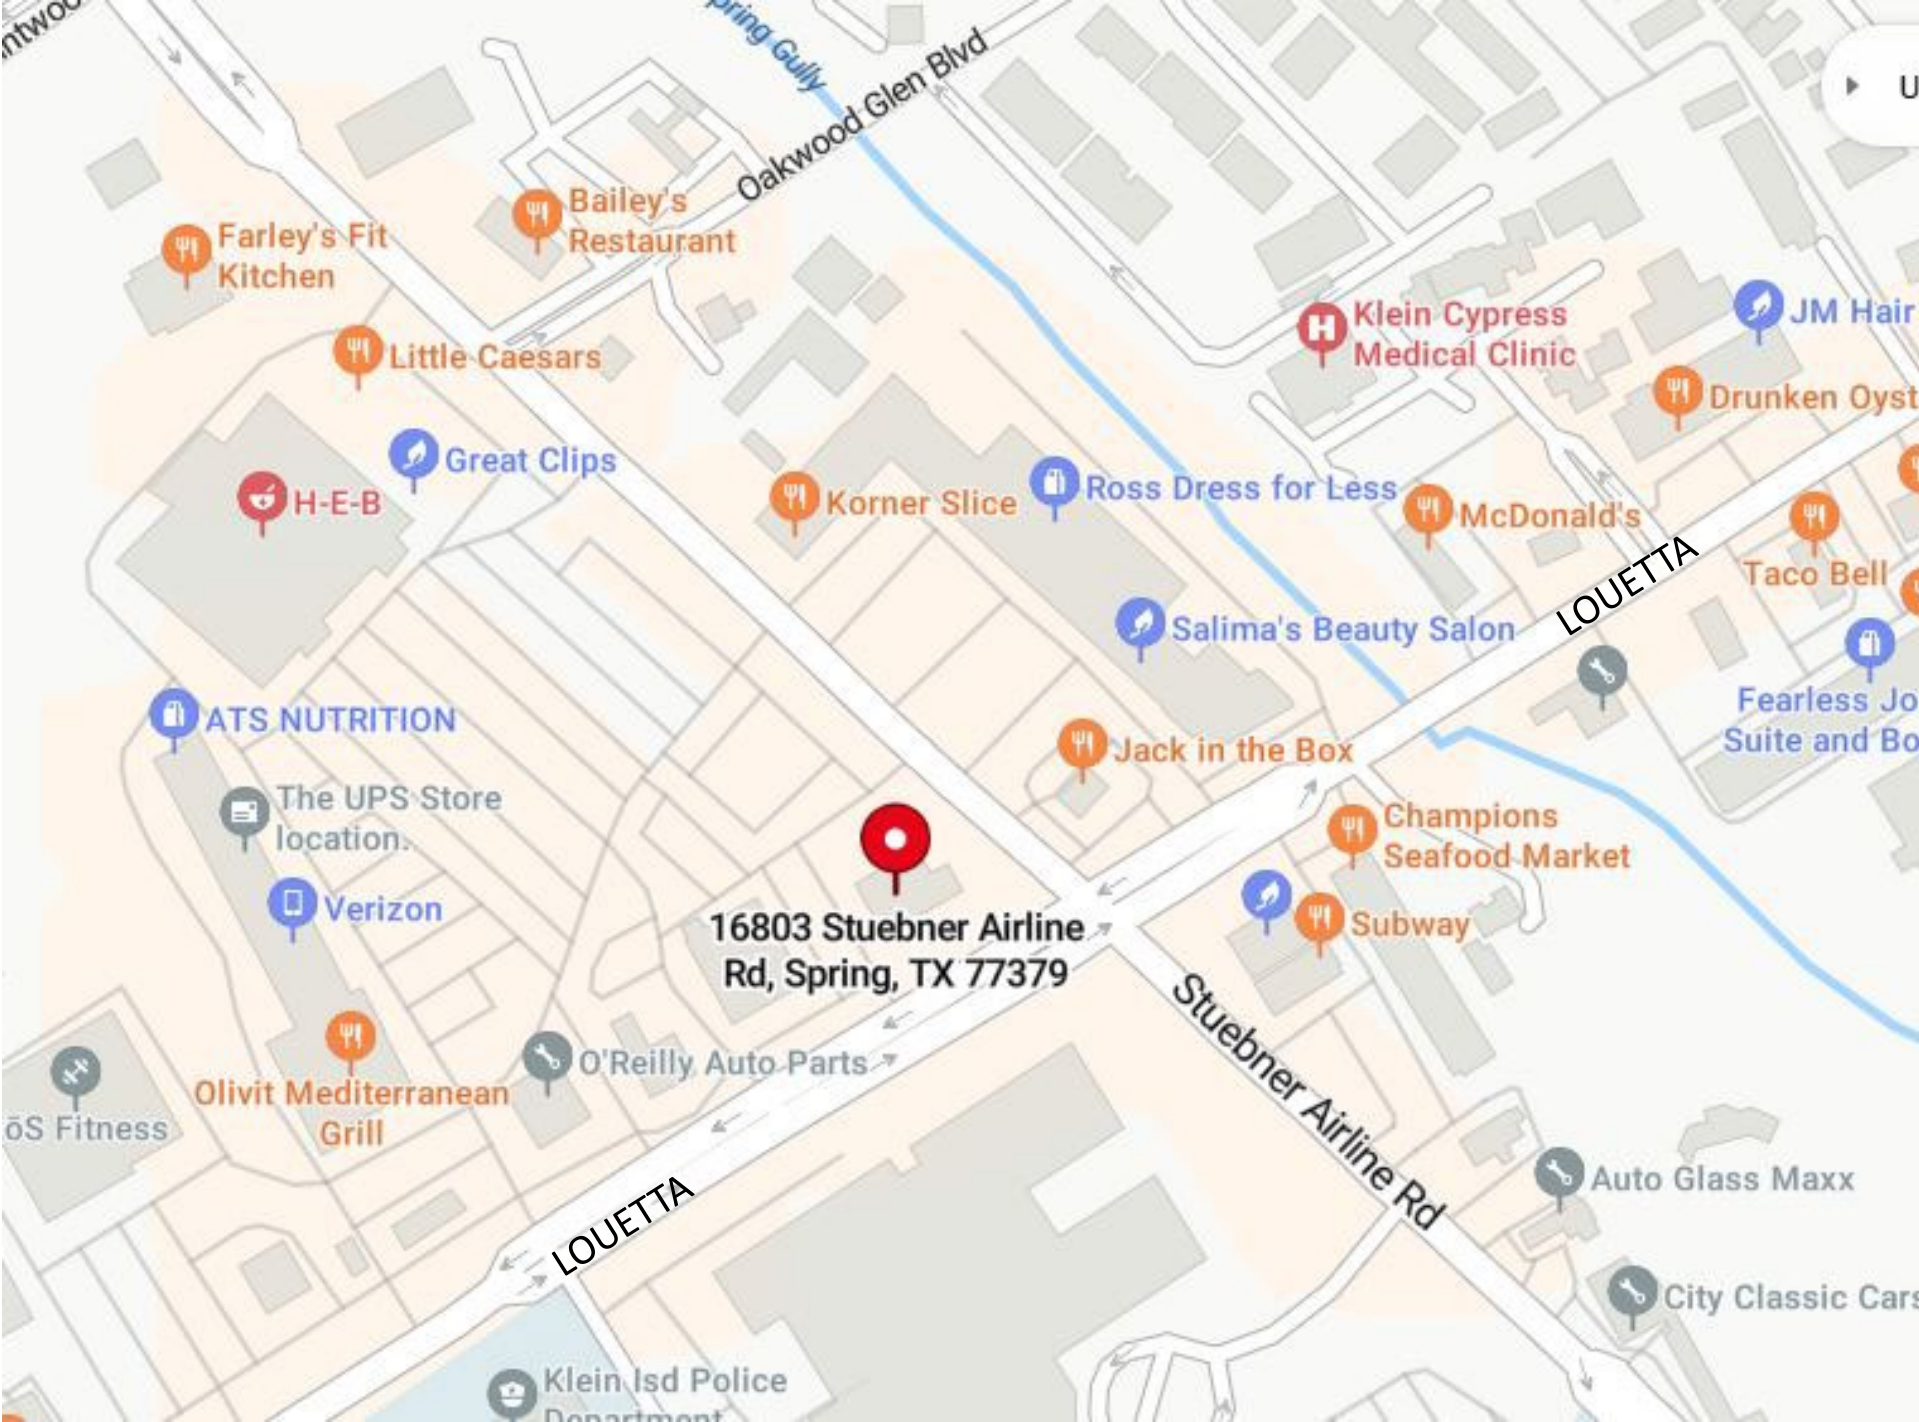 Spring Gully
Oakwood Glen Blvd
U
Bailey's
Restaurant
Farley's Fit
Kitchen
Little Caesars
Klein Cypress
Medical Clinic
JM Hair
Drunken Oyst
Great Clips
H-E-B
Korner Slice
Ross Dress for Less
McDonald's
LOUETTA
Taco Bell
Salima's Beauty Salon
ATS NUTRITION
Fearless Jo
Suite and Bo
Jack in the Box
The UPS Store
location.
Champions
Seafood Market
Verizon
Subway
16803 Stuebner Airline
Rd, Spring, TX 77379
Stuebner Airline Rd
O'Reilly Auto Parts
Olivit Mediterranean
Grill
ōS Fitness
LOUETTA
Auto Glass Maxx
City Classic Cars
Klein Isd Police
Department